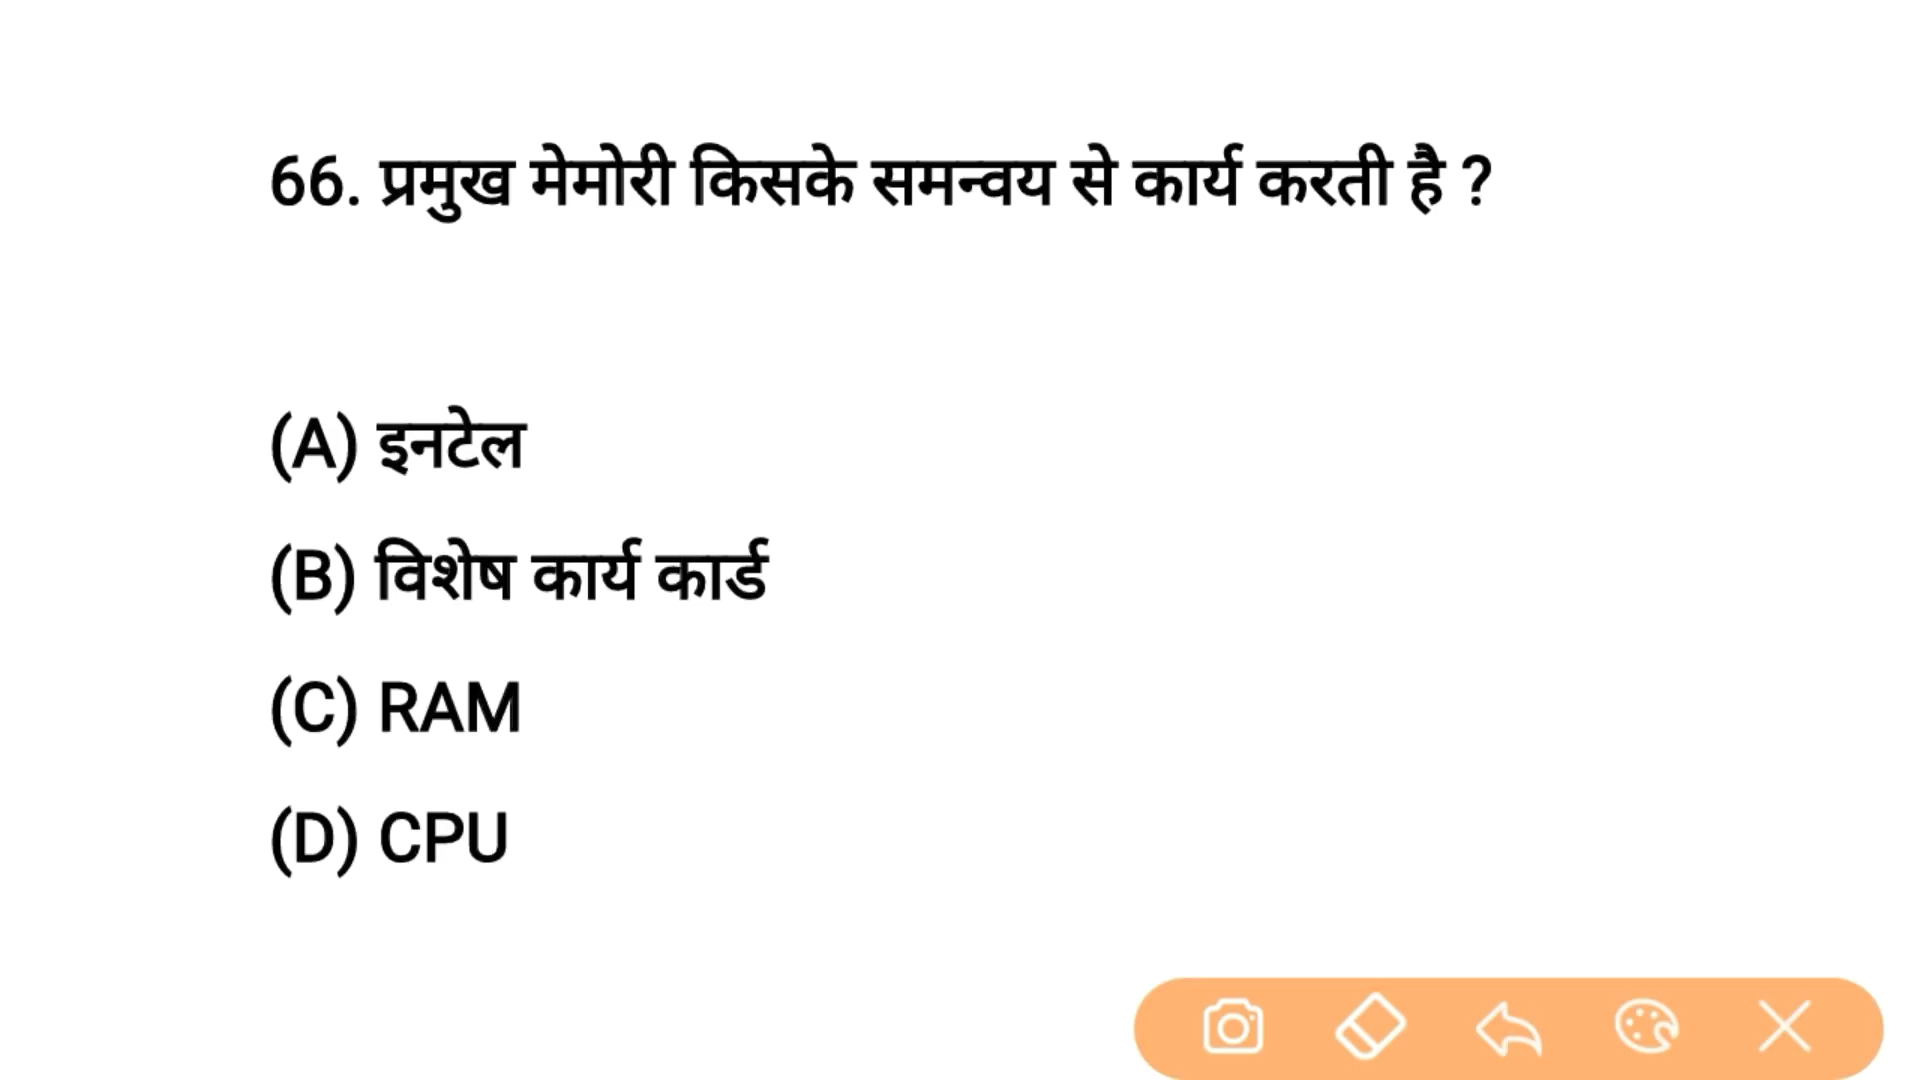 66. प्रमुख मेमोरी किसके समन्वय से कार्य करती है ?
(A) इनटेल
(B) विशेष कार्य कार्ड
(C) RAM
(D) CPU